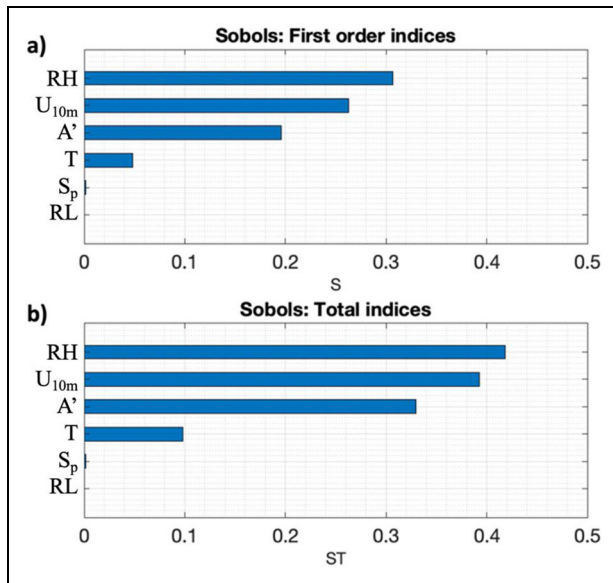 a)
Sobols: First order indices
RH
U10m
A'
T
Sp
RL
0 0.1 0.2 0.3 0.4 0.5
S
b)
Sobols: Total indices
RH
U10m
A'
T
Sp
RL
0 0.1 0.2 0.3 0.4 0.5
ST